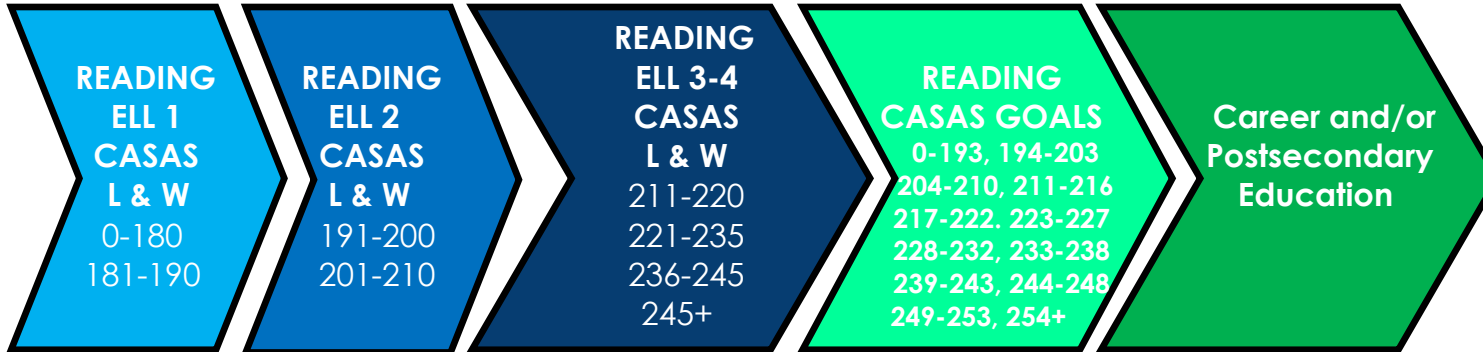 READING
ELL 1
CASAS
L & W
0-180
181-190
READING
ELL 2
CASAS
L & W
191-200
201-210
READING
ELL 3-4
CASAS
L & W
211-220
221-235
236-245
245+
READING
CASAS GOALS
0-193, 194-203
204-210, 211-216
217-222. 223-227
228-232, 233-238
239-243, 244-248
249-253, 254+
Career and/or
Postsecondary
Education